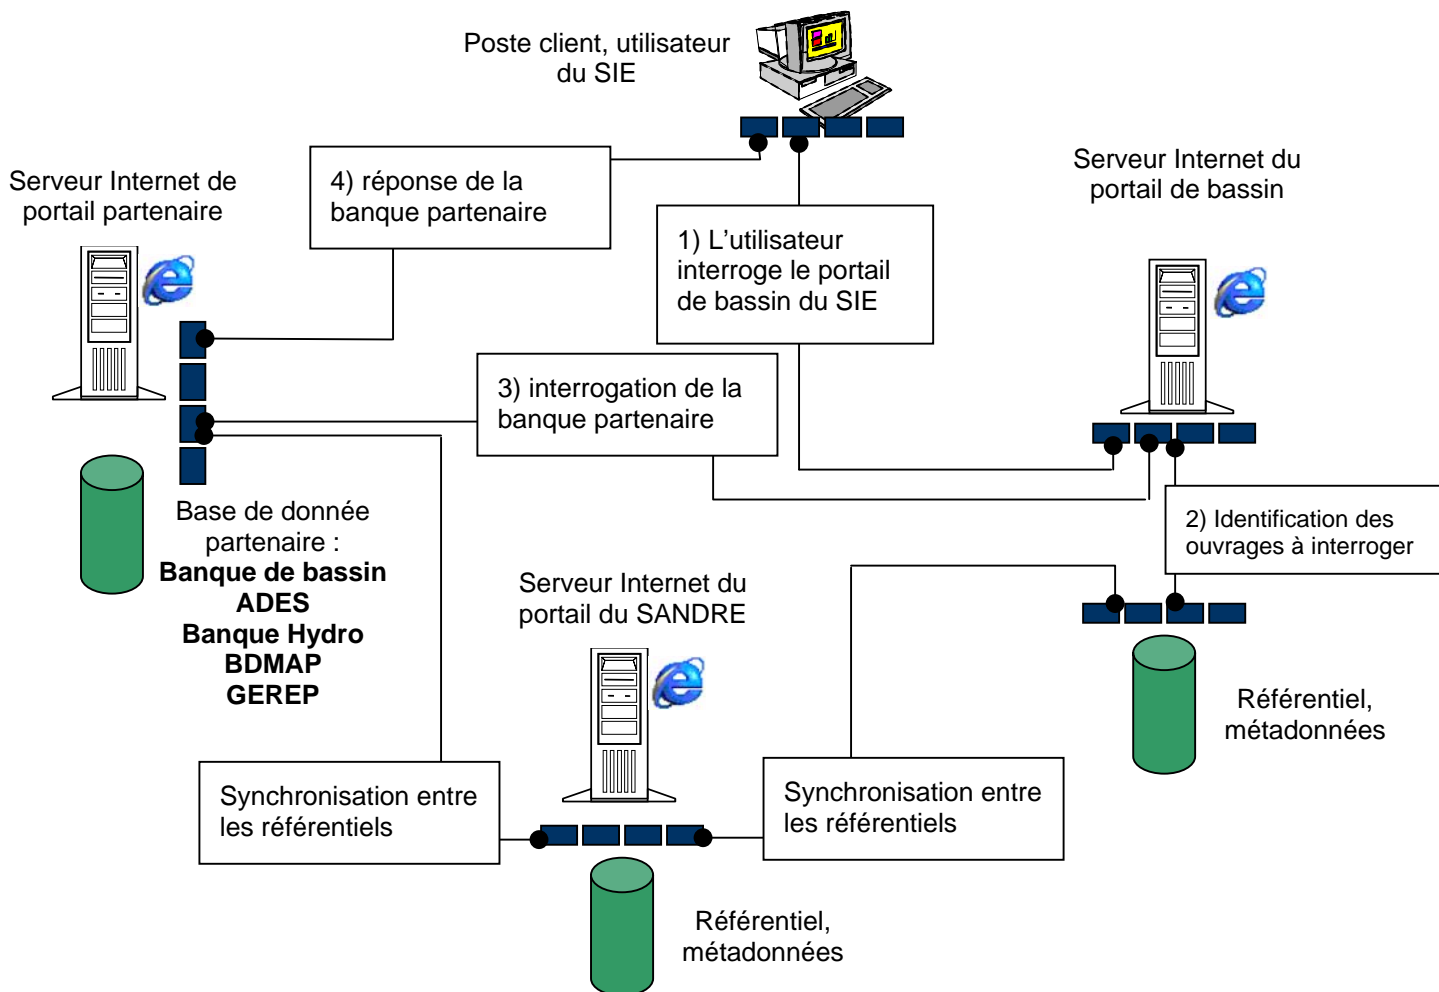 Poste client, utilisateur
du SIE
Serveur Internet du
portail de bassin
Serveur Internet de
portail partenaire
4) réponse de la
banque partenaire
1) L'utilisateur
interroge le portail
de bassin du SIE
3) interrogation de la
banque partenaire
2) Identification des
ouvrages à interroger
Base de donnée
partenaire :
Banque de bassin
ADES
Banque Hydro
BDMAP
GEREP
Serveur Internet du
portail du SANDRE
Référentiel,
métadonnées
Synchronisation entre
les référentiels
Synchronisation entre
les référentiels
Référentiel,
métadonnées